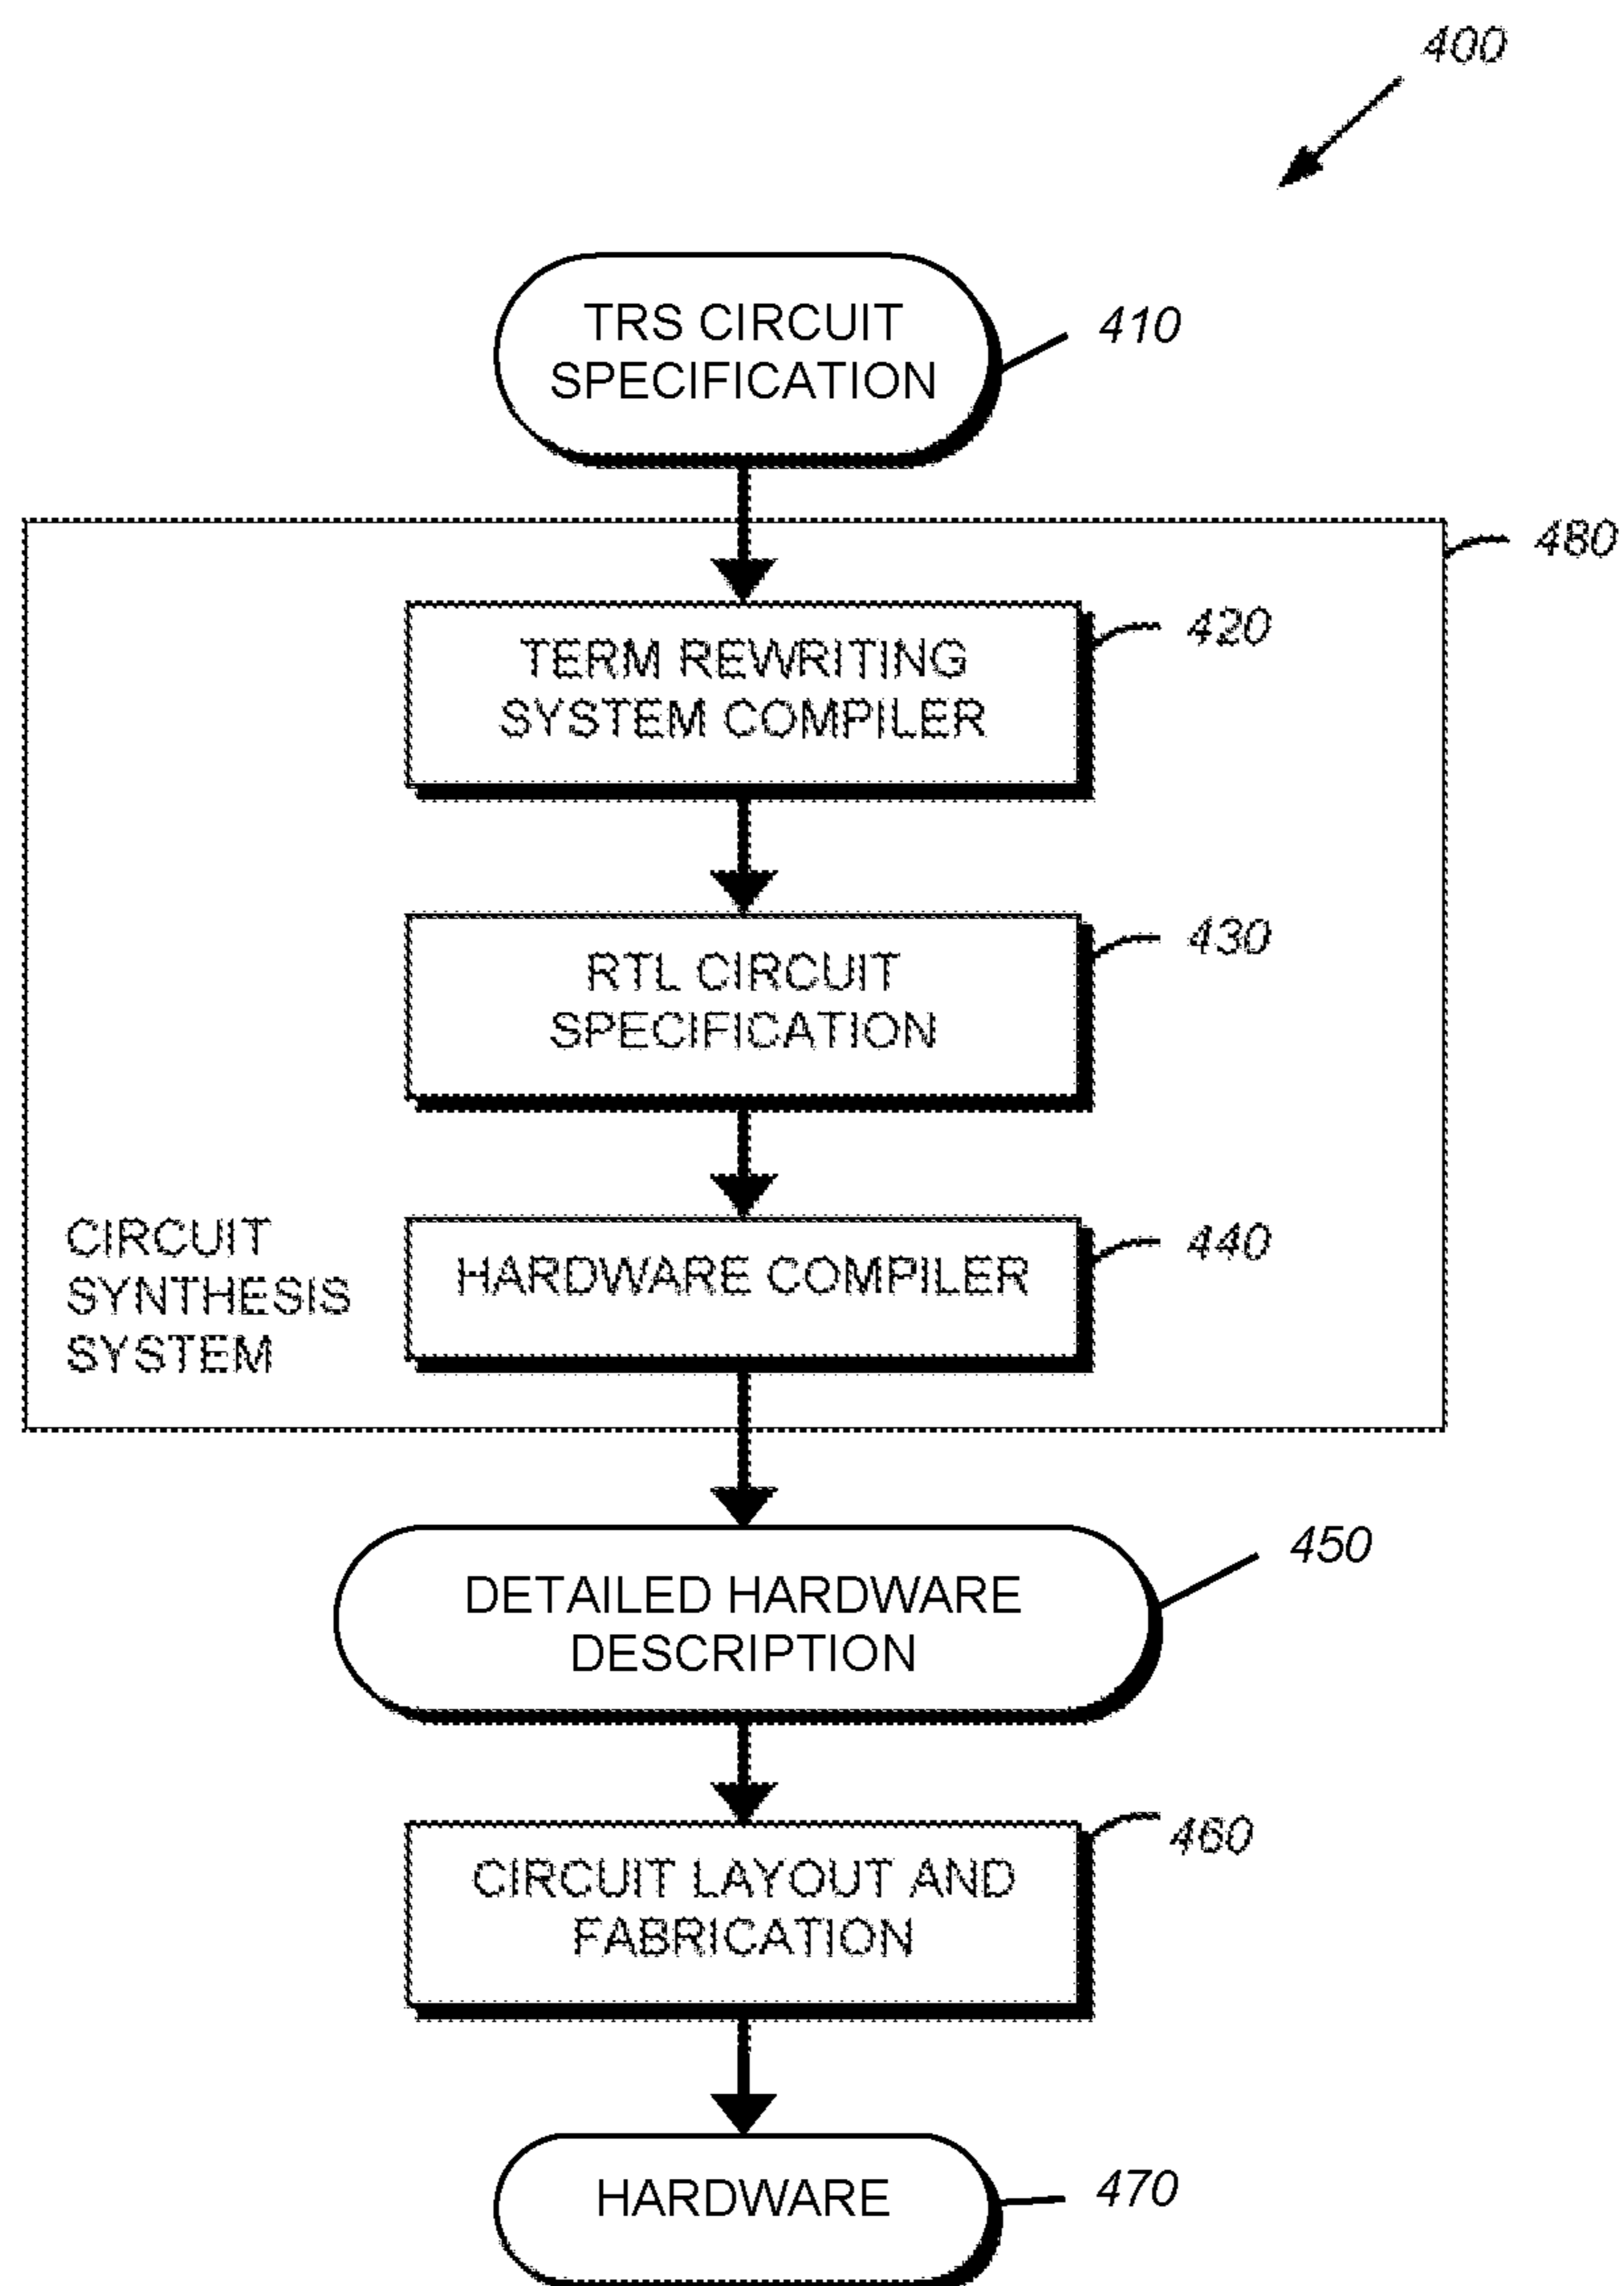 400
TRS CIRCUIT
SPECIFICATION
410
480
TERM REWRITING
SYSTEM COMPILER
420
RTL CIRCUIT
SPECIFICATION
430
CIRCUIT
SYNTHESIS
SYSTEM
HARDWARE COMPILER
440
DETAILED HARDWARE
DESCRIPTION
450
CIRCUIT LAYOUT AND
FABRICATION
460
HARDWARE
470